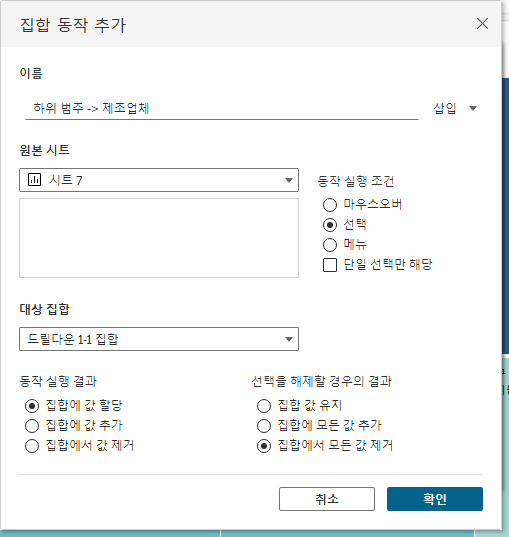 집합 동작 추가
이름
하위 범주 -> 제조업체
삽입
원본 시트
시트 7
동작 실행 조건
마우스오버
선택
메뉴
단일 선택만 해당
대상 집합
드릴다운 1-1 집합
동작 실행 결과
집합에 값 할당
집합에 값 추가
집합에서 값 제거
선택을 해제할 경우의 결과
집합 값 유지
집합에 모든 값 추가
집합에서 모든 값 제거
취소
확인